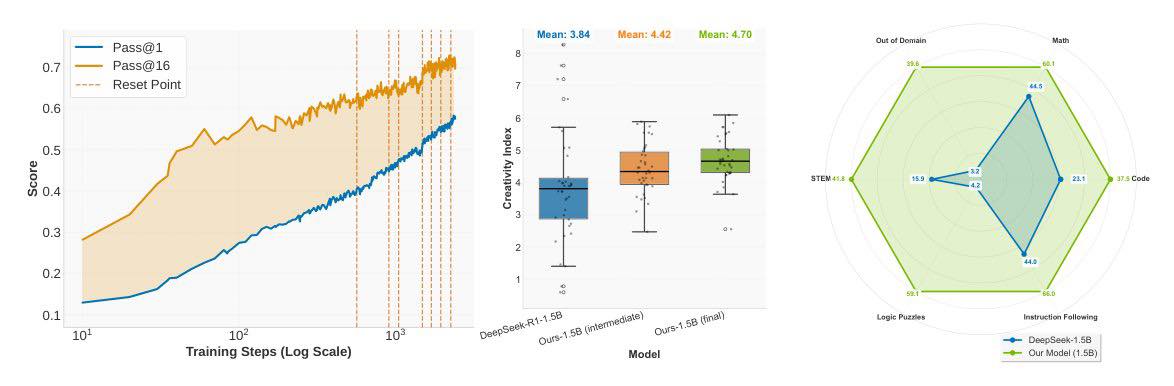 Pass@1
Pass@16
Reset Point
0.7
0.6
0.5
0.4
0.3
0.2
0.1
Score
10¹
10²
10³
Training Steps (Log Scale)
Mean: 3.84
Mean: 4.42
Mean: 4.70
8
7
6
5
4
3
2
1
Creativity Index
DeepSeek-R1-1.5B
Ours-1.5B (intermediate)
Ours-1.5B (final)
Model
Out of Domain
Math
39.6
60.1
44.5
3.2
STEM
41.8
15.9
23.1
37.5
Code
4.2
44.0
59.1
66.0
Logic Puzzles
Instruction Following
DeepSeek-1.5B
Our Model (1.5B)